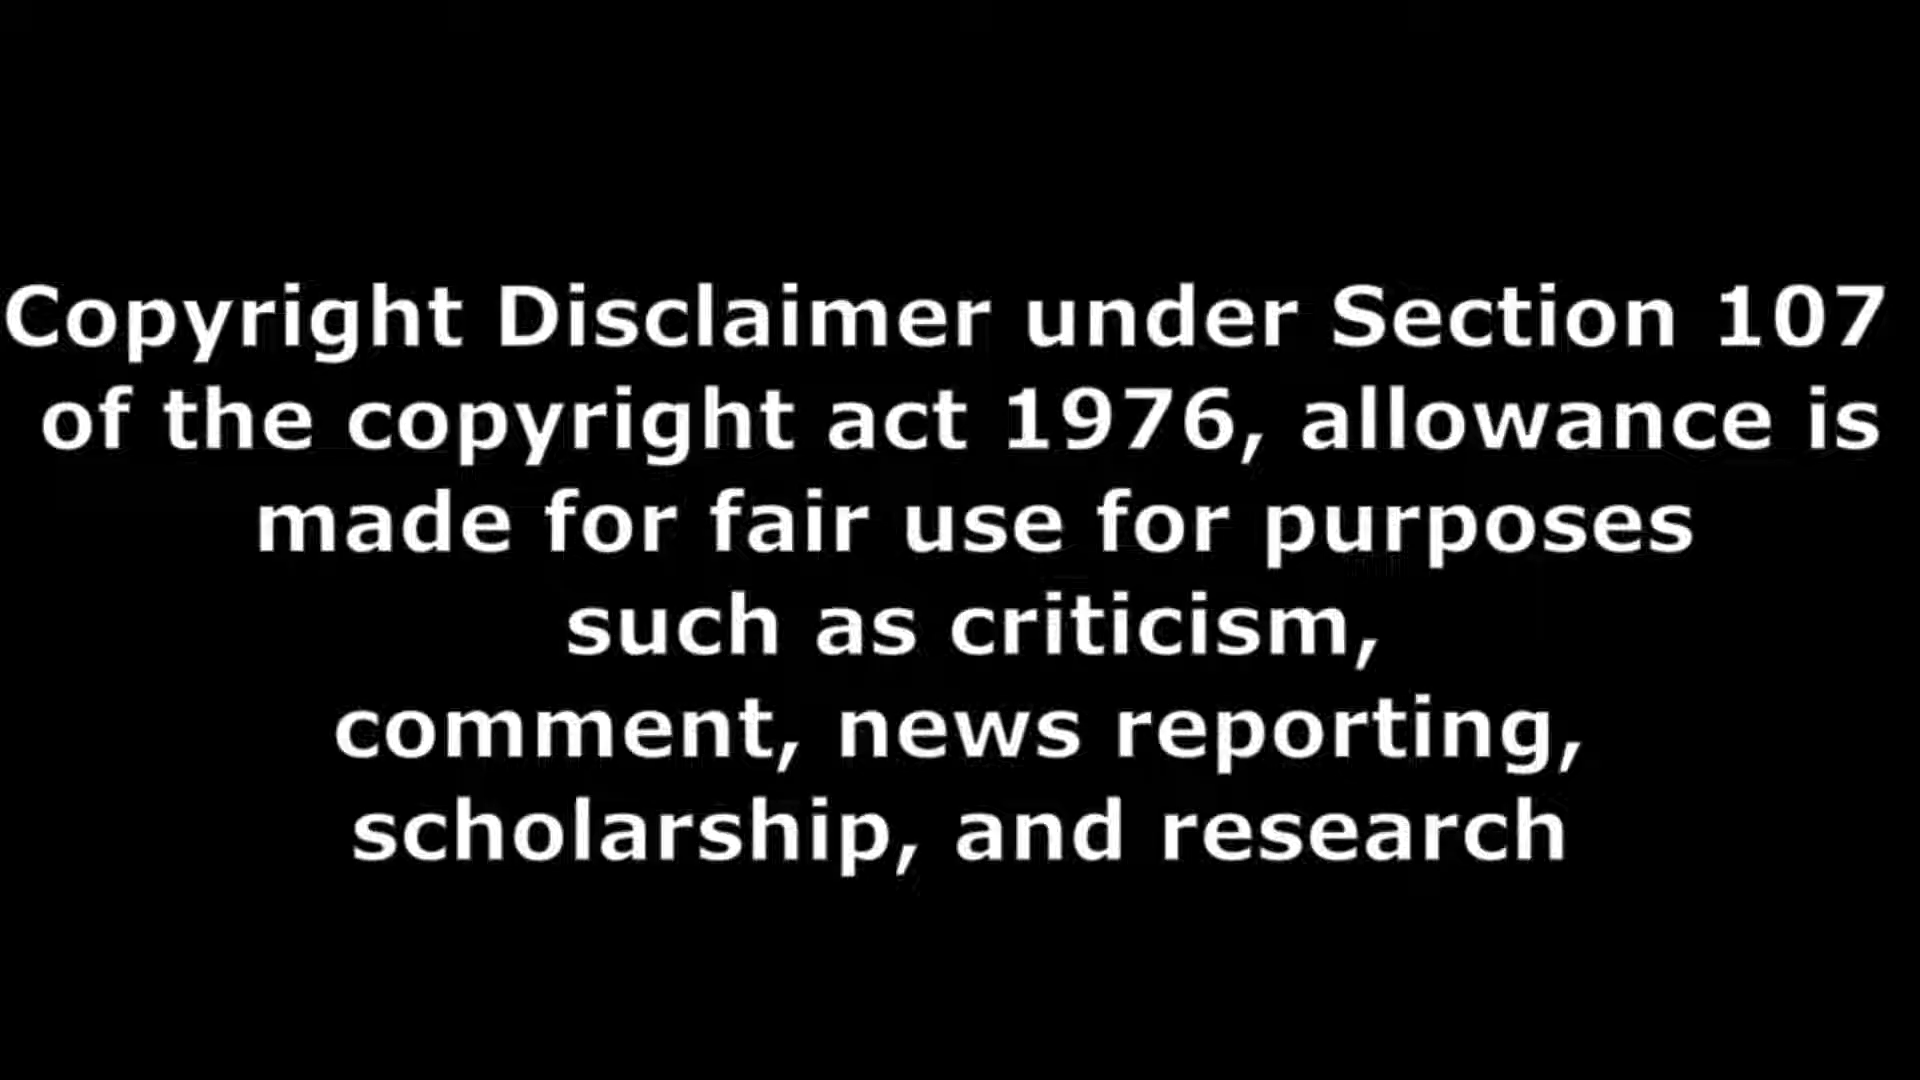 Copyright Disclaimer under Section 107
of the copyright act 1976, allowance is
made for fair use for purposes
such as criticism,
comment, news reporting,
scholarship, and research